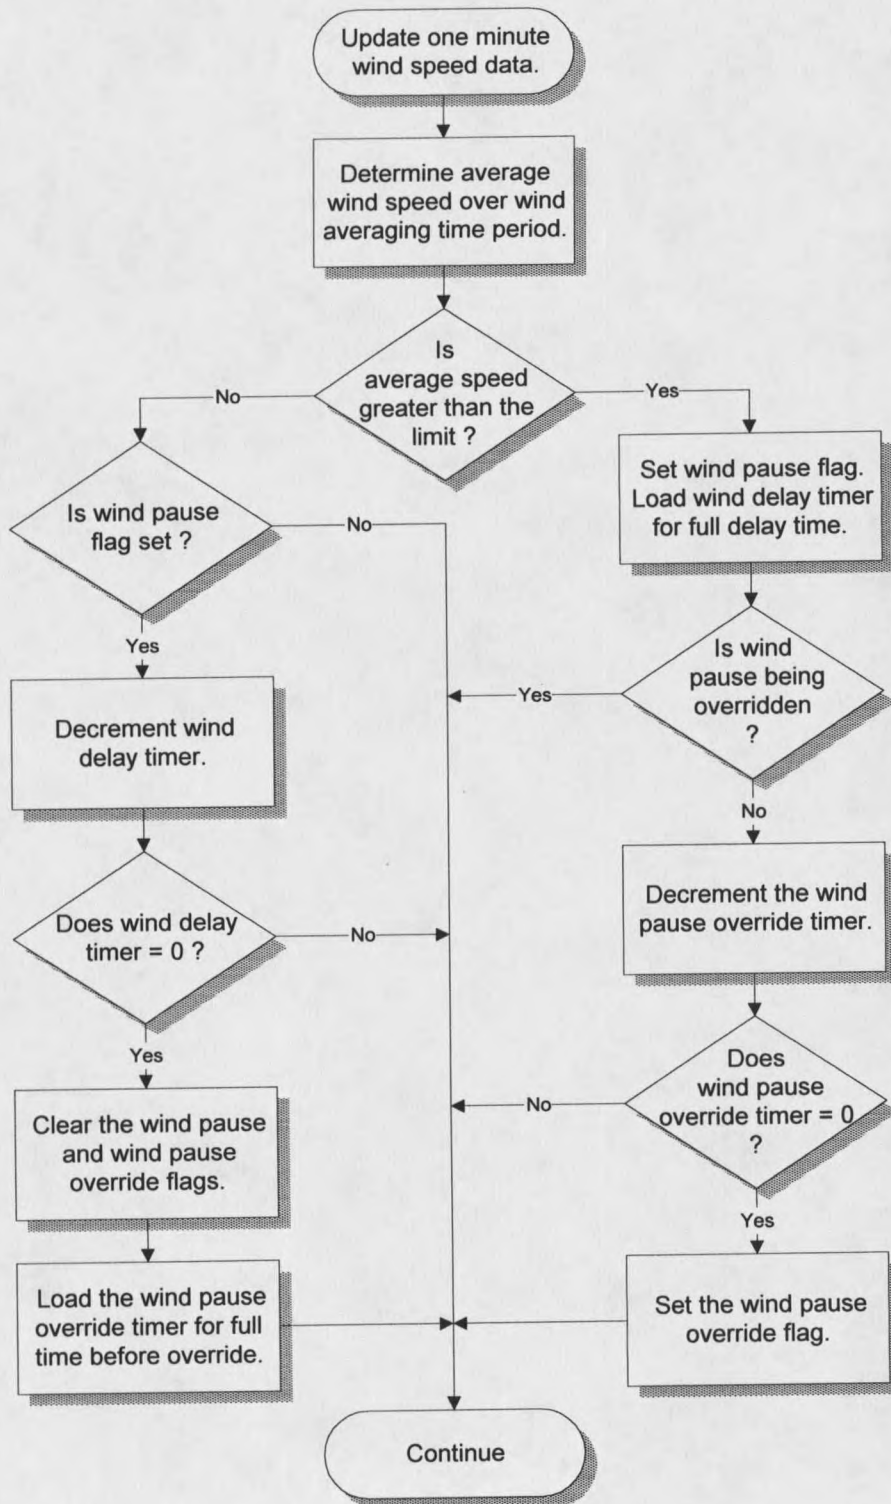 Update one minute
wind speed data.
Determine average
wind speed over wind
averaging time period.
Is
average speed
greater than the
limit ?
No
Yes
Is wind pause
flag set ?
No
Yes
Set wind pause flag.
Load wind delay timer
for full delay time.
Decrement wind
delay timer.
Is wind
pause being
overridden
?
Yes
No
Does wind delay
timer = 0 ?
No
Yes
Decrement the wind
pause override timer.
Does
wind pause
override timer = 0
?
No
Yes
Clear the wind pause
and wind pause
override flags.
Load the wind pause
override timer for full
time before override.
Set the wind pause
override flag.
Continue